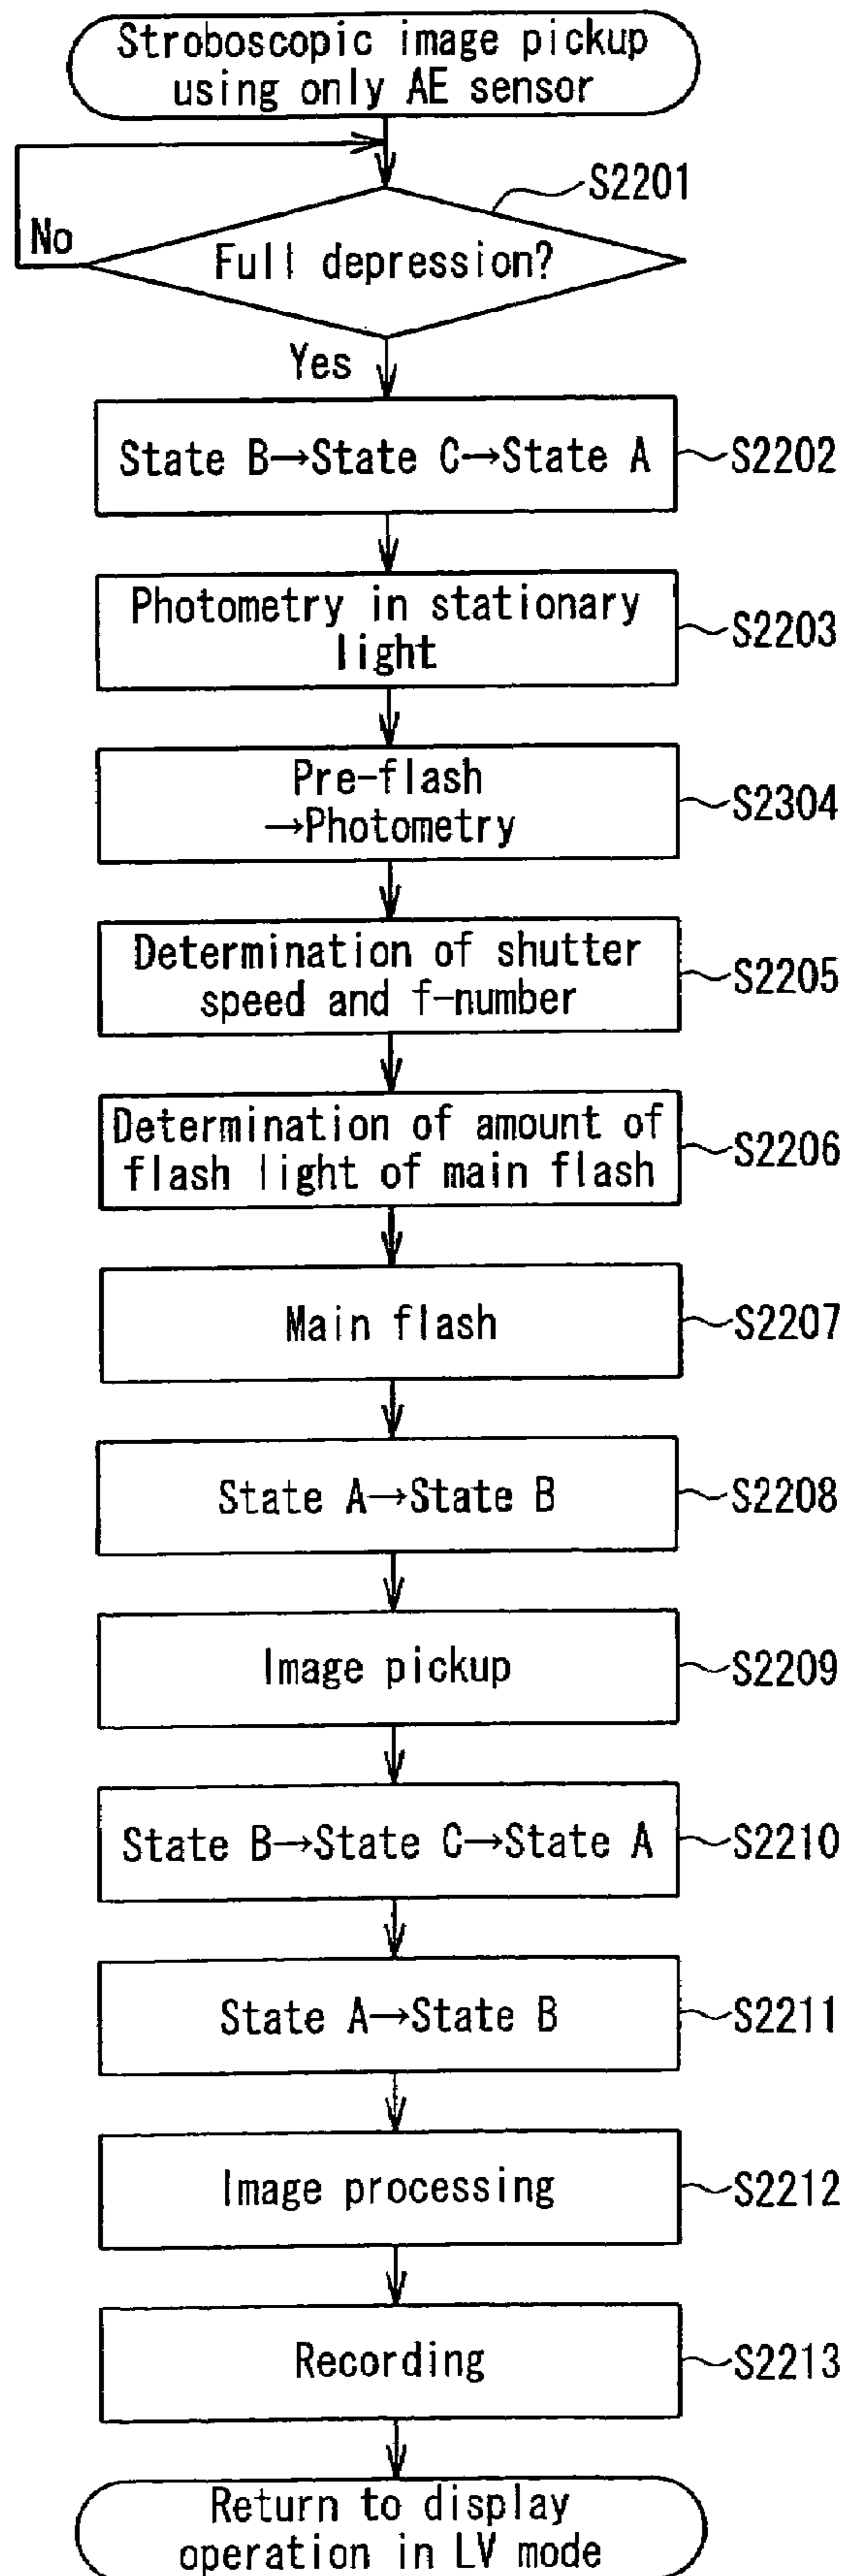 Stroboscopic image pickup
using only AE sensor
S2201
No
Full depression?
Yes
State B→State C→State A
S2202
Photometry in stationary
light
S2203
Pre-flash
→Photometry
S2304
Determination of shutter
speed and f-number
S2205
Determination of amount of
flash light of main flash
S2206
Main flash
S2207
State A→State B
S2208
Image pickup
S2209
State B→State C→State A
S2210
State A→State B
S2211
Image processing
S2212
Recording
S2213
Return to display
operation in LV mode